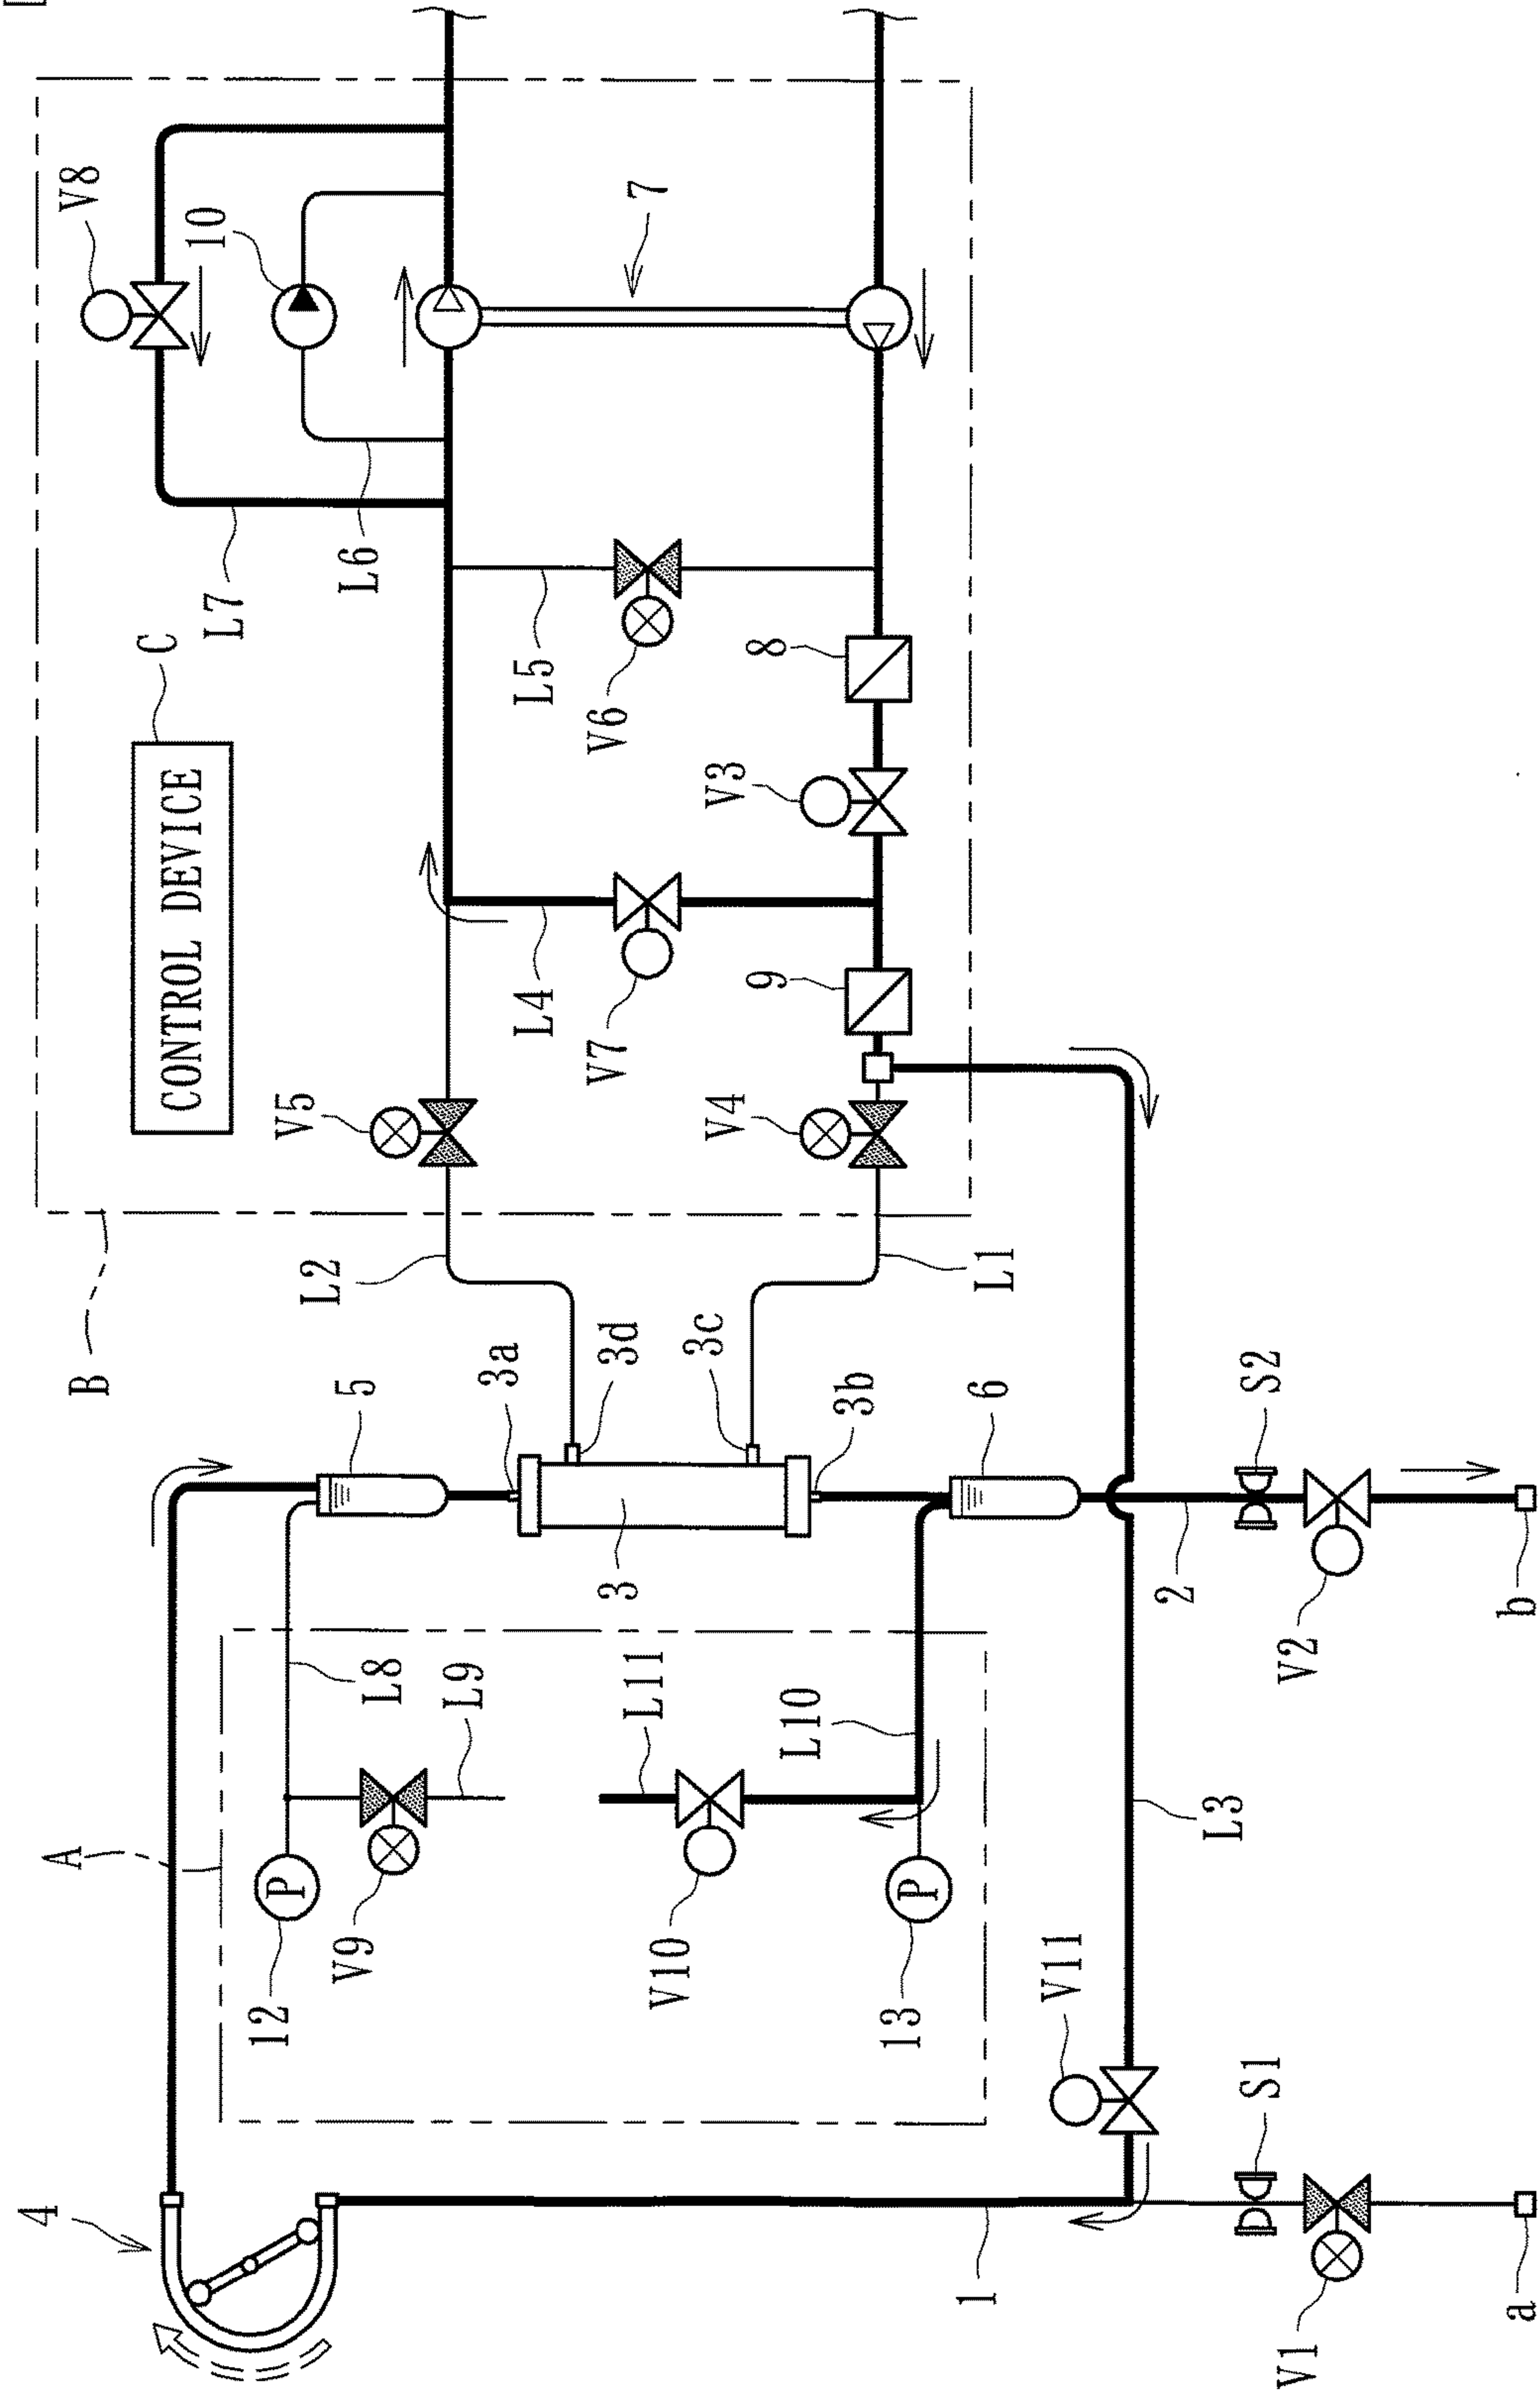 V8
10
7
L7
L6
C
CONTROL DEVICE
L5
V6
8
V3
L4
V7
9
V5
V4
B
L2
L1
5
3a
3d
3c
3b
6
S2
3
2
V2
b
L8
L9
L11
L10
A
P
12
V9
V10
P
13
L3
V11
S1
4
1
V1
a